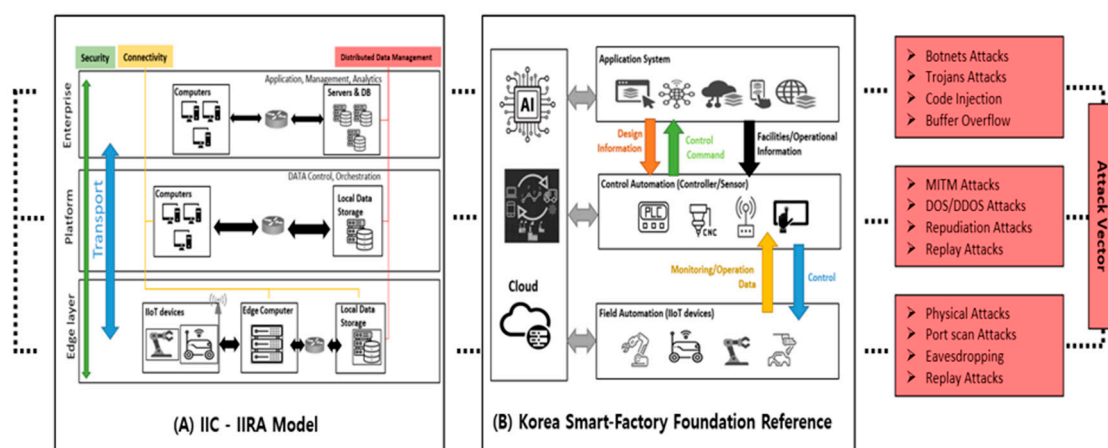 Security
Connectivity
Distributed Data Management
Enterprise
Platform
Edge layer
Transport
Application, Management, Analytics
Computers
Servers & DB
DATA Control, Orchestration
Computers
Local Data
Storage
IIoT devices
Edge Computer
Local Data
Storage
(A) IIC - IIRA Model
AI
Cloud
Application System
Design
Information
Control
Command
Facilities/Operational
Information
Control Automation (Controller/Sensor)
PLC
CNC
Monitoring/Operation
Data
Control
Field Automation (IIoT devices)
(B) Korea Smart-Factory Foundation Reference
➢ Botnets Attacks
➢ Trojans Attacks
➢ Code Injection
➢ Buffer Overflow
➢ MITM Attacks
➢ DOS/DDOS Attacks
➢ Repudiation Attacks
➢ Replay Attacks
➢ Physical Attacks
➢ Port scan Attacks
➢ Eavesdropping
➢ Replay Attacks
Attack Vector